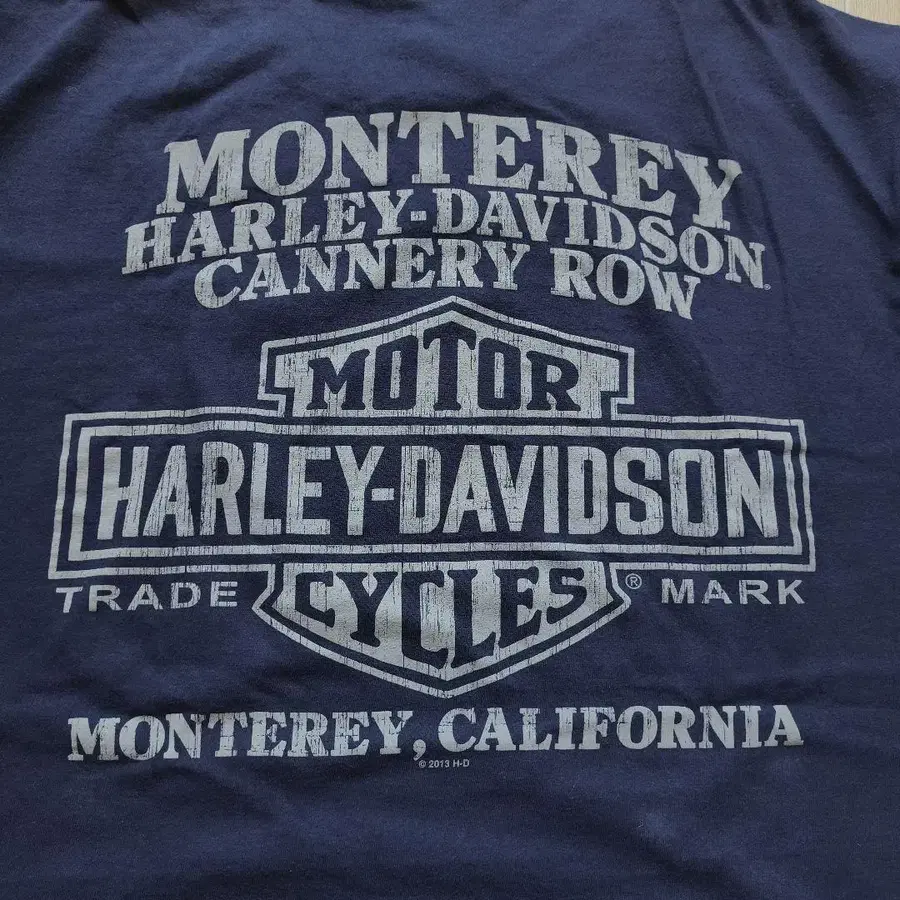 MONTEREY
HARLEY-DAVIDSON
CANNERY ROW
MOTOR
HARLEY-DAVIDSON
CYCLES
TRADE ® MARK
MONTEREY, CALIFORNIA
© 2013 H-D